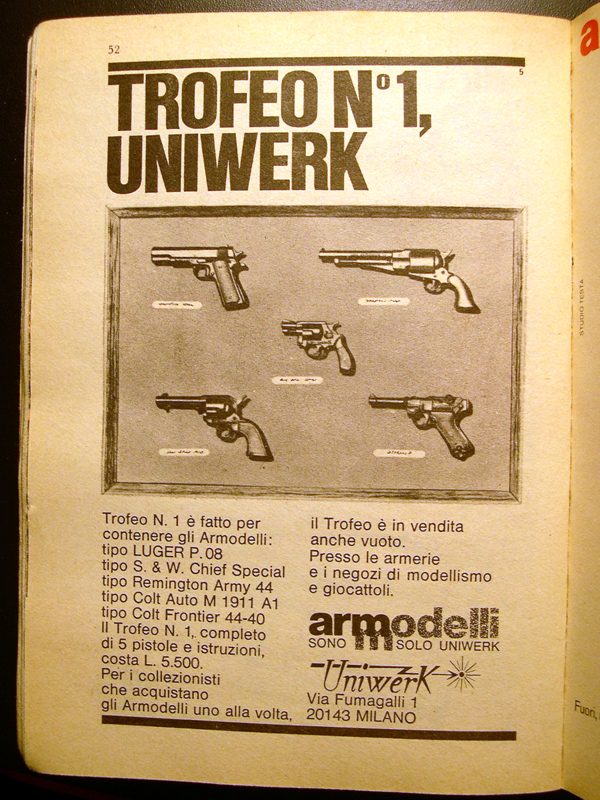 52
5
TROFEO Nº1,
UNIWERK
Trofeo N. 1 è fatto per
contenere gli Armodelli:
tipo LUGER P.08
tipo S. & W. Chief Special
tipo Remington Army 44
tipo Colt Auto M 1911 A1
tipo Colt Frontier 44-40
Il Trofeo N. 1, completo
di 5 pistole e istruzioni,
costa L. 5.500.
Per i collezionisti
che acquistano
gli Armodelli uno alla volta,
il Trofeo è in vendita
anche vuoto.
Presso le armerie
e i negozi di modellismo
e giocattoli.
armodelli
SONO m SOLO UNIWERK
Uniwerk
Via Fumagalli 1
20143 MILANO
a
STUDIO TESTA
Fuori,